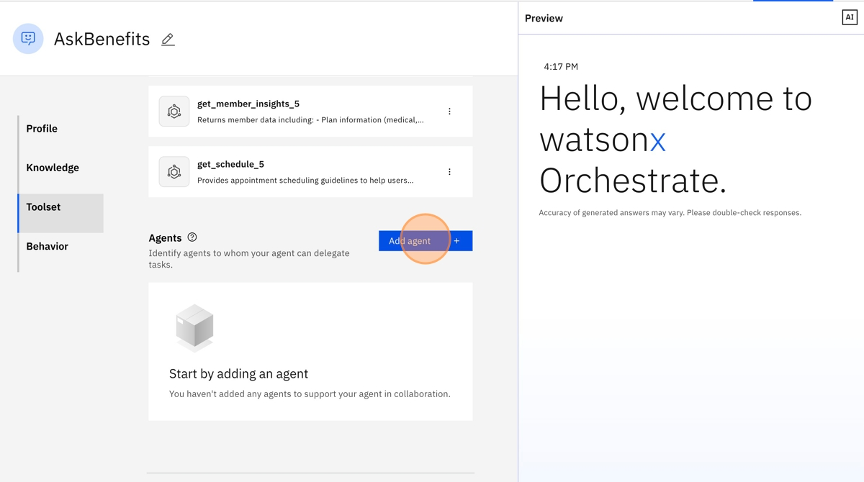 AskBenefits
Profile
Knowledge
Toolset
Behavior
get_member_insights_5
Returns member data including: - Plan information (medical,...
get_schedule_5
Provides appointment scheduling guidelines to help users...
Agents
Add agent +
Identify agents to whom your agent can delegate
tasks.
Start by adding an agent
You haven't added any agents to support your agent in collaboration.
Preview
AI
4:17 PM
Hello, welcome to
watsonx
Orchestrate.
Accuracy of generated answers may vary. Please double-check responses.